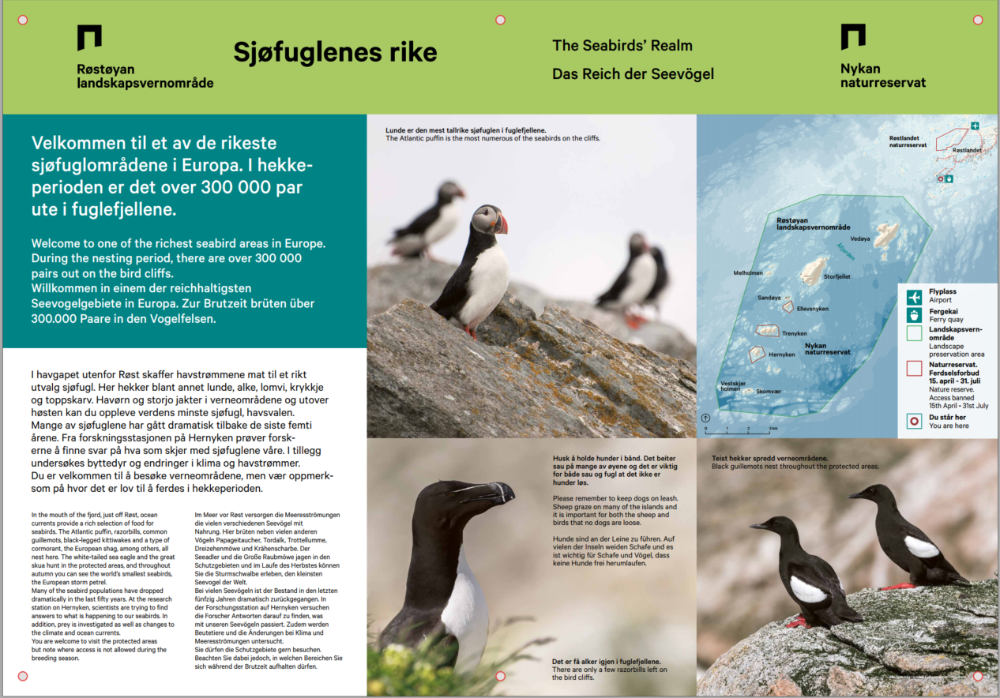 Røstøyan
landskapsvernområde
Sjøfuglenes rike
The Seabirds’ Realm
Das Reich der Seevögel
Nykan
naturreservat
Velkommen til et av de rikeste
sjøfuglområdene i Europa. I hekke-
perioden er det over 300 000 par
ute i fuglefjellene.
Welcome to one of the richest seabird areas in Europe.
During the nesting period, there are over 300 000
pairs out on the bird cliffs.
Willkommen in einem der reichhaltigsten
Seevogelgebiete in Europa. Zur Brutzeit brüten über
300.000 Paare in den Vogelfelsen.
I havgapet utenfor Røst skaffer havstrømmene mat til et rikt
utvalg sjøfugl. Her hekker blant annet lunde, alke, lomvi, krykkje
og toppskarv. Havørn og storjo jakter i verneområdene og utover
høsten kan du oppleve verdens minste sjøfugl, havsvalen.
Mange av sjøfuglene har gått dramatisk tilbake de siste femti
årene. Fra forskningsstasjonen på Hernyken prøver forsk-
erne å finne svar på hva som skjer med sjøfuglene våre. I tillegg
undersøkes byttedyr og endringer i klima og havstrømmer.
Du er velkommen til å besøke verneområdene, men vær oppmerk-
som på hvor det er lov til å ferdes i hekkeperioden.
In the mouth of the fjord, just off Røst, ocean
currents provide a rich selection of food for
seabirds. The Atlantic puffin, razorbills, common
guillemots, black-legged kittiwakes and a type of
cormorant, the European shag, among others, all
nest here. The white-tailed sea eagle and the great
skua hunt in the protected areas, and throughout
autumn you can see the world’s smallest seabirds,
the European storm petrel.
Many of the seabird populations have dropped
dramatically in the last fifty years. At the research
station on Hernyken, scientists are trying to find
answers to what is happening to our seabirds. In
addition, prey is investigated as well as changes to
the climate and ocean currents.
You are welcome to visit the protected areas
but note where access is not allowed during the
breeding season.
Im Meer vor Røst versorgen die Meeresströmungen
die vielen verschiedenen Seevögel mit
Nahrung. Hier brüten neben vielen anderen
Vögeln Papageitaucher, Tordalk, Trottellumme,
Dreizehenmöwe und Krähenscharbe. Der
Seeadler und die Große Raubmöwe jagen in den
Schutzgebieten und im Laufe des Herbstes können
Sie die Sturmschwalbe erleben, den kleinsten
Seevogel der Welt.
Bei vielen Seevögeln ist der Bestand in den letzten
fünfzig Jahren dramatisch zurückgegangen. In
der Forschungsstation auf Hernyken versuchen
die Forscher Antworten darauf zu finden, was
mit unseren Seevögeln passiert. Zudem werden
Beutetiere und die Änderungen bei Klima und
Meeresströmungen untersucht.
Sie dürfen die Schutzgebiete gern besuchen.
Beachten Sie dabei jedoch, in welchen Bereichen Sie
sich während der Brutzeit aufhalten dürfen.
Lunde er den mest tallrike sjøfuglen i fuglefjellene.
The Atlantic puffin is the most numerous of the seabirds on the cliffs.
Røstlandet
naturreservat
Røstlandet
Røstøyan
landskapsvernområde
Vedøya
Åfjorden
Melholmen
Storfjellet
Sandøya
Ellevsnyken
Trenyken
Nykan
naturreservat
Hernyken
Vestskjer
holmen
Skomvær
0 1 2 3 km
Flyplass
Airport
Fergekai
Ferry quay
Landskapsvern-
område
Landscape
preservation area
Naturreservat.
Ferdselsforbud
15. april - 31. juli
Nature reserve.
Access banned
15th April - 31st July
Du står her
You are here
Husk å holde hunder i bånd. Det beiter
sau på mange av øyene og det er viktig
for både sau og fugl at det ikke er
hunder løs.
Please remember to keep dogs on leash.
Sheep graze on many of the islands and
it is important for both the sheep and
birds that no dogs are loose.
Hunde sind an der Leine zu führen. Auf
vielen der Inseln weiden Schafe und es
ist wichtig für Schafe und Vögel, dass
keine Hunde frei herumlaufen.
Det er få alker igjen i fuglefjellene.
There are only a few razorbills left on
the bird cliffs.
Teist hekker spredd verneområdene.
Black guillemots nest throughout the protected areas.